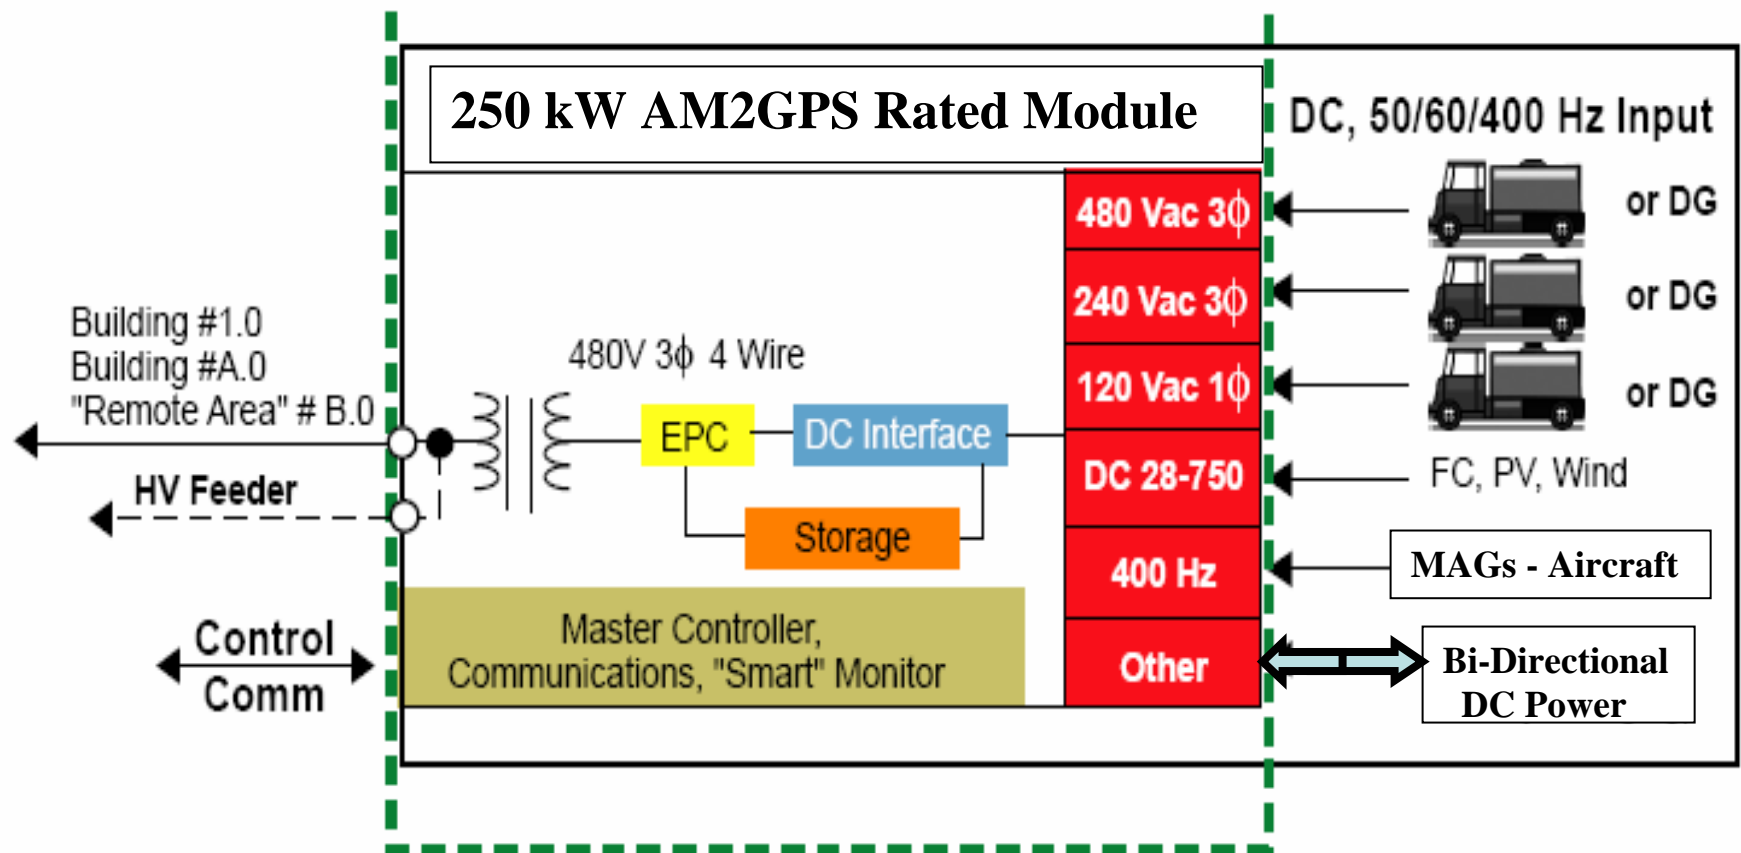 250 kW AM2GPS Rated Module
DC, 50/60/400 Hz Input
480 Vac 3ϕ
or DG
240 Vac 3ϕ
or DG
120 Vac 1ϕ
or DG
DC 28-750
FC, PV, Wind
400 Hz
MAGs - Aircraft
Other
Bi-Directional
DC Power
Building #1.0
Building #A.0
"Remote Area" # B.0
HV Feeder
480V 3ϕ 4 Wire
EPC
DC Interface
Storage
Control
Comm
Master Controller,
Communications, "Smart" Monitor